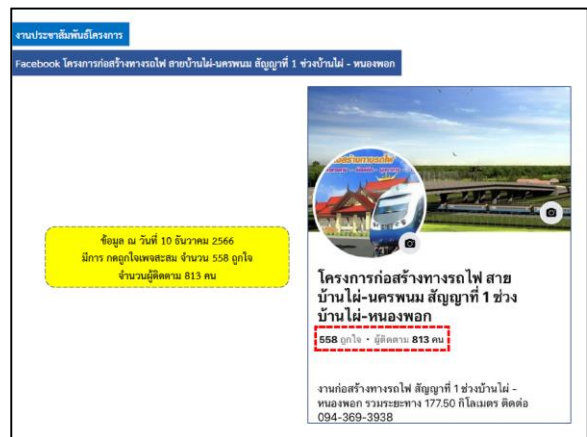 งานประชาสัมพันธ์โครงการ
Facebook โครงการก่อสร้างทางรถไฟ สายบ้านไผ่-นครพนม สัญญาที่ 1 ช่วงบ้านไผ่ - หนองพอก
ข้อมูล ณ วันที่ 10 ธันวาคม 2566
มีการ กดถูกใจเพจสะสม จำนวน 558 ถูกใจ
จำนวนผู้ติดตาม 813 คน
โครงการก่อสร้างทางรถไฟ สาย
บ้านไผ่-นครพนม สัญญาที่ 1 ช่วง
บ้านไผ่-หนองพอก
558 ถูกใจ • ผู้ติดตาม 813 คน
งานก่อสร้างทางรถไฟ สัญญาที่ 1 ช่วงบ้านไผ่ -
หนองพอก รวมระยะทาง 177.50 กิโลเมตร ติดต่อ
094-369-3938